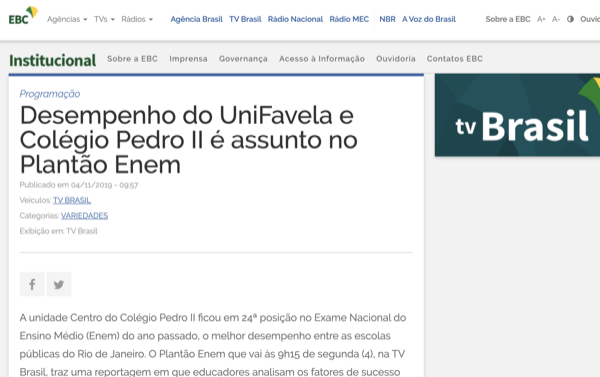 EBC Agências TVs Rádios Agência Brasil TV Brasil Rádio Nacional Rádio MEC NBR A Voz do Brasil Sobre a EBC A+ A- Ouvid
Institucional Sobre a EBC Imprensa Governança Acesso à Informação Ouvidoria Contatos EBC
Programação
Desempenho do UniFavela e
Colégio Pedro II é assunto no
Plantão Enem
Publicado em 04/11/2019 - 09:57
Veículos: TV BRASIL
Categorias: VARIEDADES
Exibição em: TV Brasil
A unidade Centro do Colégio Pedro II ficou em 24ª posição no Exame Nacional do
Ensino Médio (Enem) do ano passado, o melhor desempenho entre as escolas
públicas do Rio de Janeiro. O Plantão Enem que vai às 9h15 de segunda (4), na TV
Brasil, traz uma reportagem em que educadores analisam os fatores de sucesso
tv Brasil